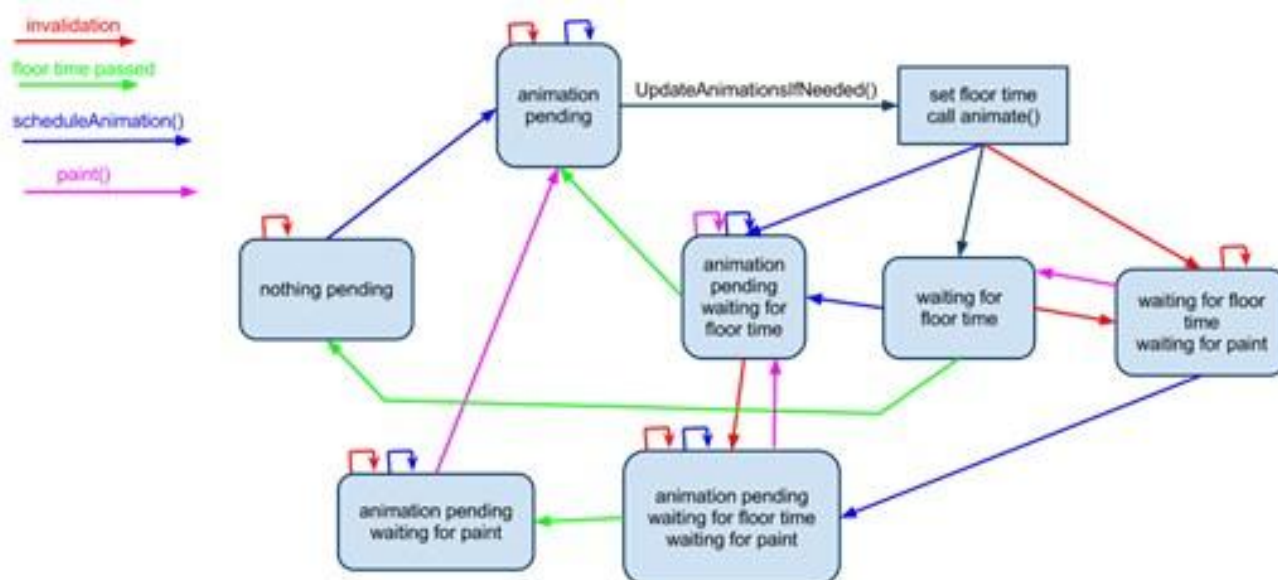 invalidation
floor time passed
scheduleAnimation()
paint()
animation
pending
UpdateAnimationsIfNeeded()
set floor time
call animate()
nothing pending
animation
pending
waiting for
floor time
waiting for
floor time
waiting for floor
time
waiting for paint
animation pending
waiting for paint
animation pending
waiting for floor time
waiting for paint